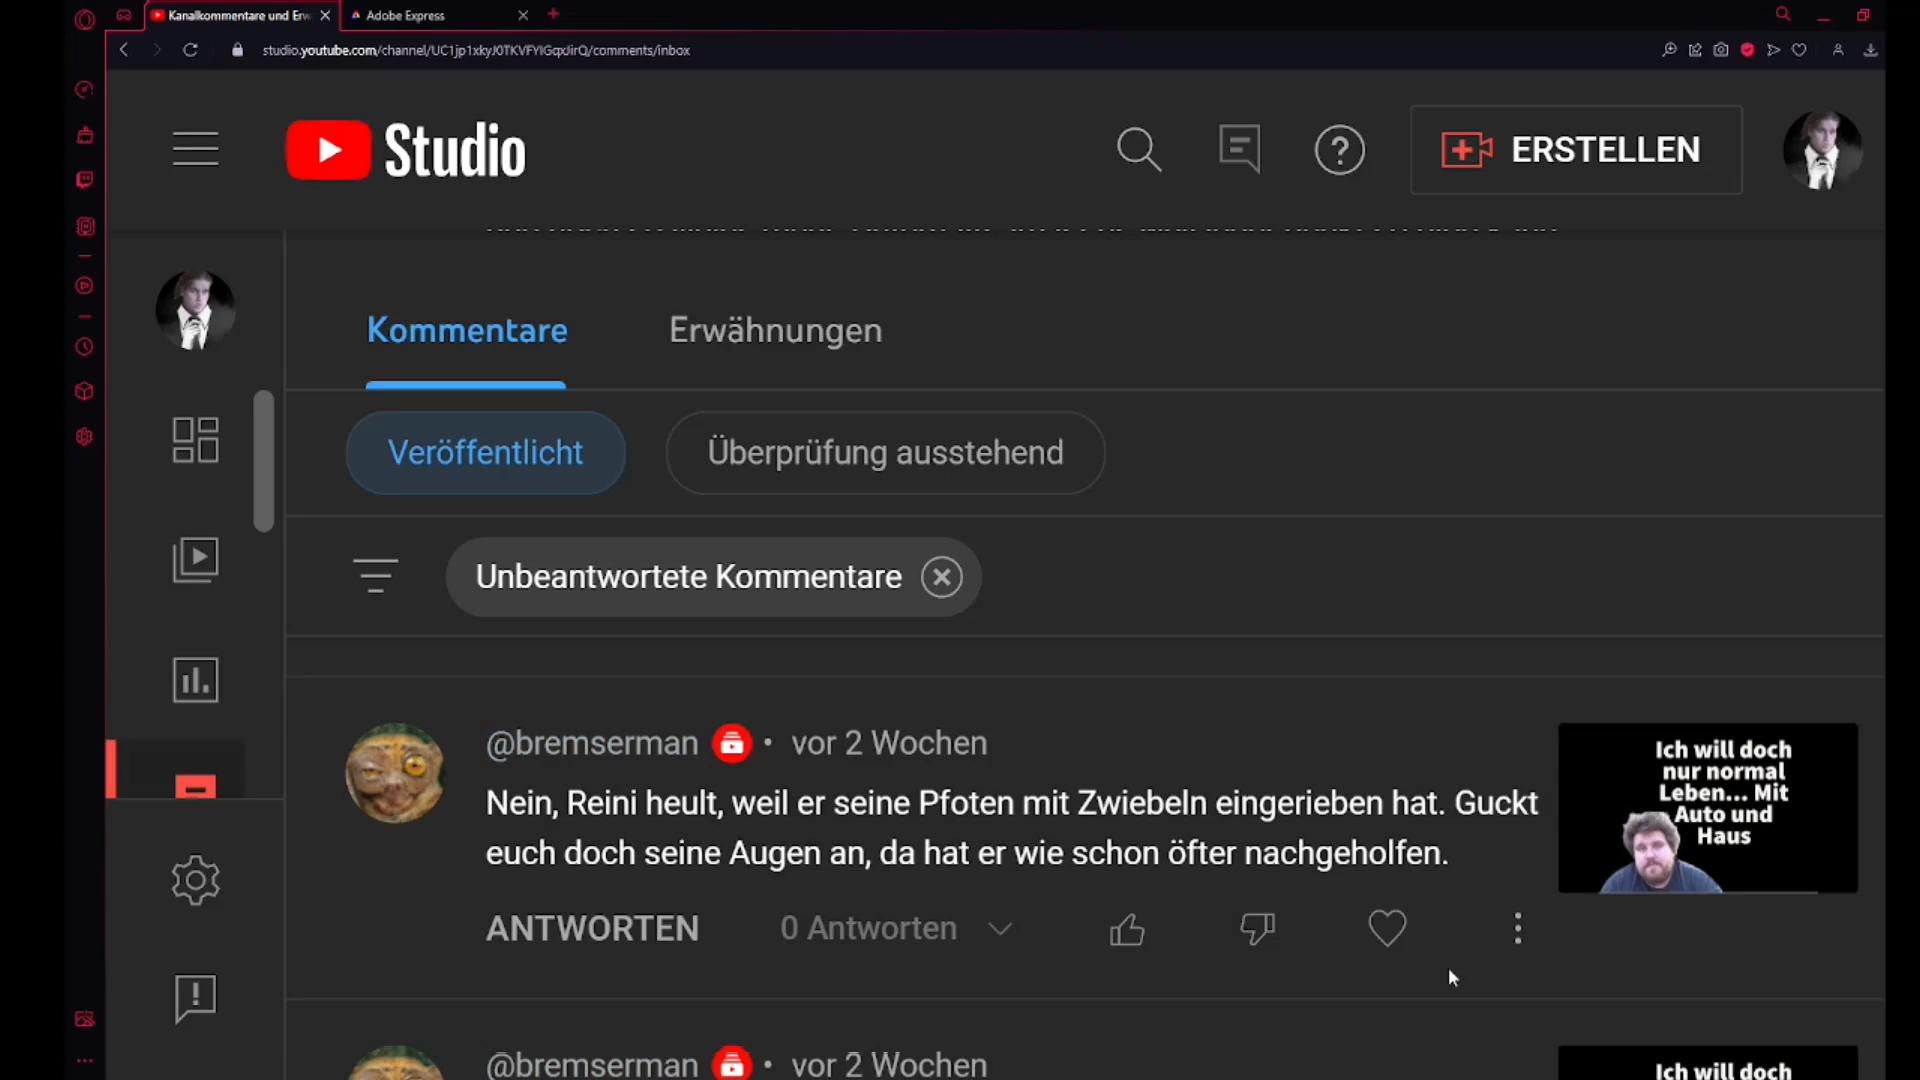 Kanalkommentare und Erw
Adobe Express
studio.youtube.com/channel/UC1jp1xkyJ0TKVFYIGqxJirQ/comments/inbox
Studio
ERSTELLEN
Kommentare
Erwähnungen
Veröffentlicht
Überprüfung ausstehend
Unbeantwortete Kommentare
@bremserman • vor 2 Wochen
Nein, Reini heult, weil er seine Pfoten mit Zwiebeln eingerieben hat. Guckt
euch doch seine Augen an, da hat er wie schon öfter nachgeholfen.
Ich will doch
nur normal
Leben... Mit
Auto und
Haus
ANTWORTEN
0 Antworten
@bremserman • vor 2 Wochen
Ich will doch